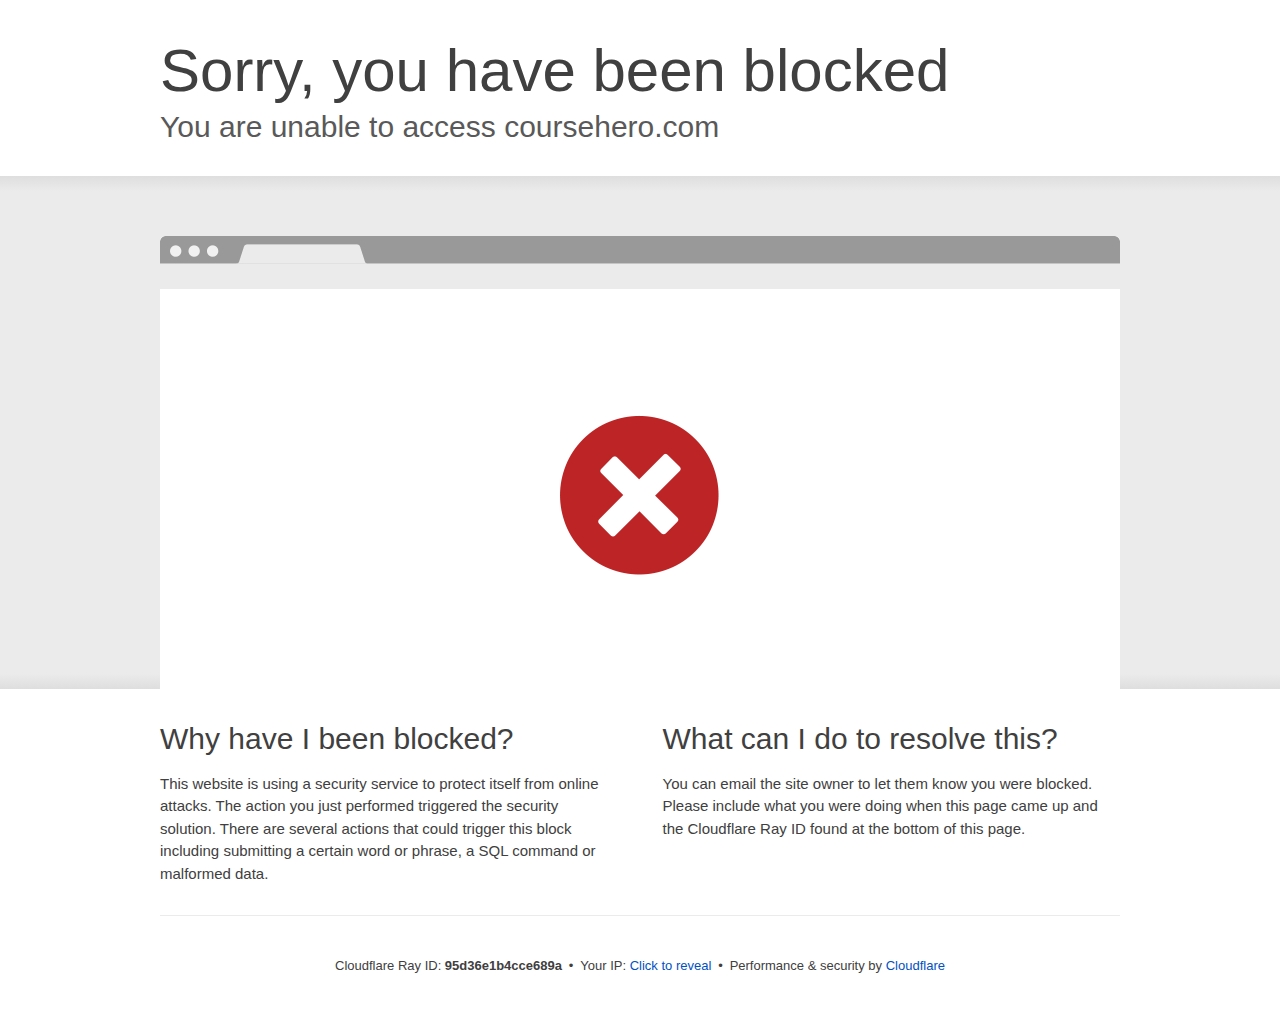 Sorry, you have been blocked
You are unable to access coursehero.com
Why have I been blocked?
This website is using a security service to protect itself from online
attacks. The action you just performed triggered the security
solution. There are several actions that could trigger this block
including submitting a certain word or phrase, a SQL command or
malformed data.
What can I do to resolve this?
You can email the site owner to let them know you were blocked.
Please include what you were doing when this page came up and
the Cloudflare Ray ID found at the bottom of this page.
Cloudflare Ray ID: 95d36e1b4cce689a • Your IP: Click to reveal • Performance & security by Cloudflare